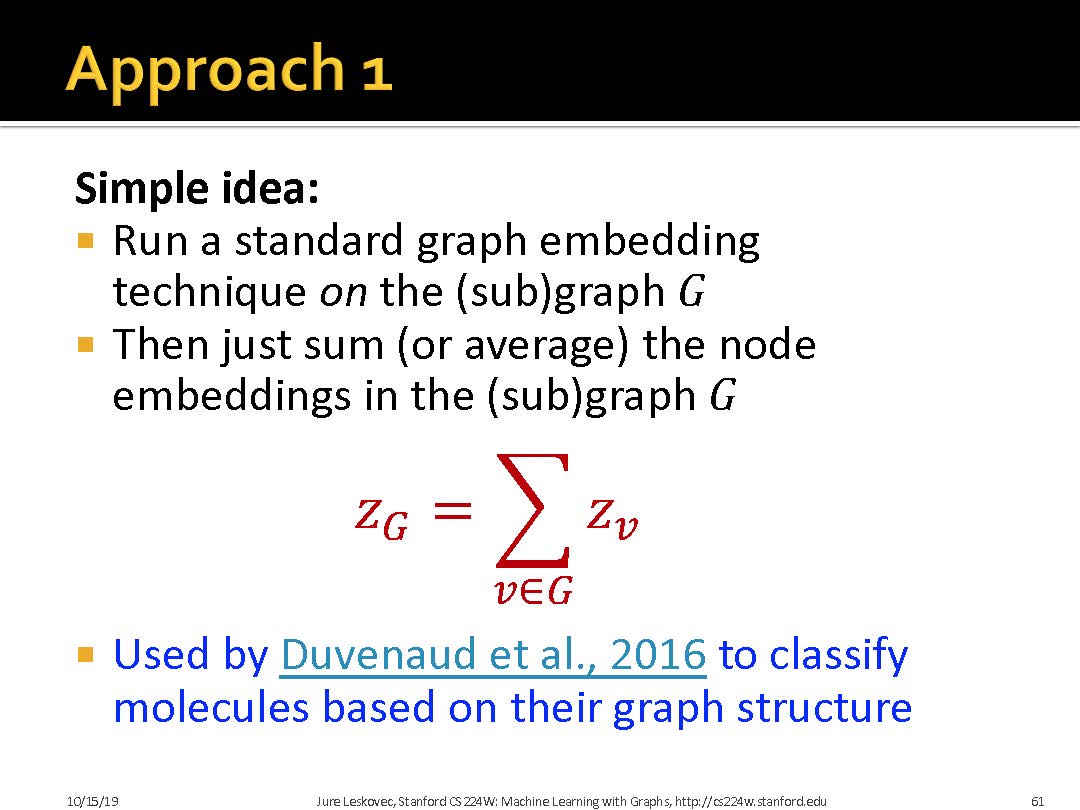 Approach 1
Simple idea:
▪ Run a standard graph embedding
technique on the (sub)graph G
▪ Then just sum (or average) the node
embeddings in the (sub)graph G
z_G = ∑_{v∈G} z_v
▪ Used by Duvenaud et al., 2016 to classify
molecules based on their graph structure
10/15/19 Jure Leskovec, Stanford CS224W: Machine Learning with Graphs, http://cs224w.stanford.edu 61